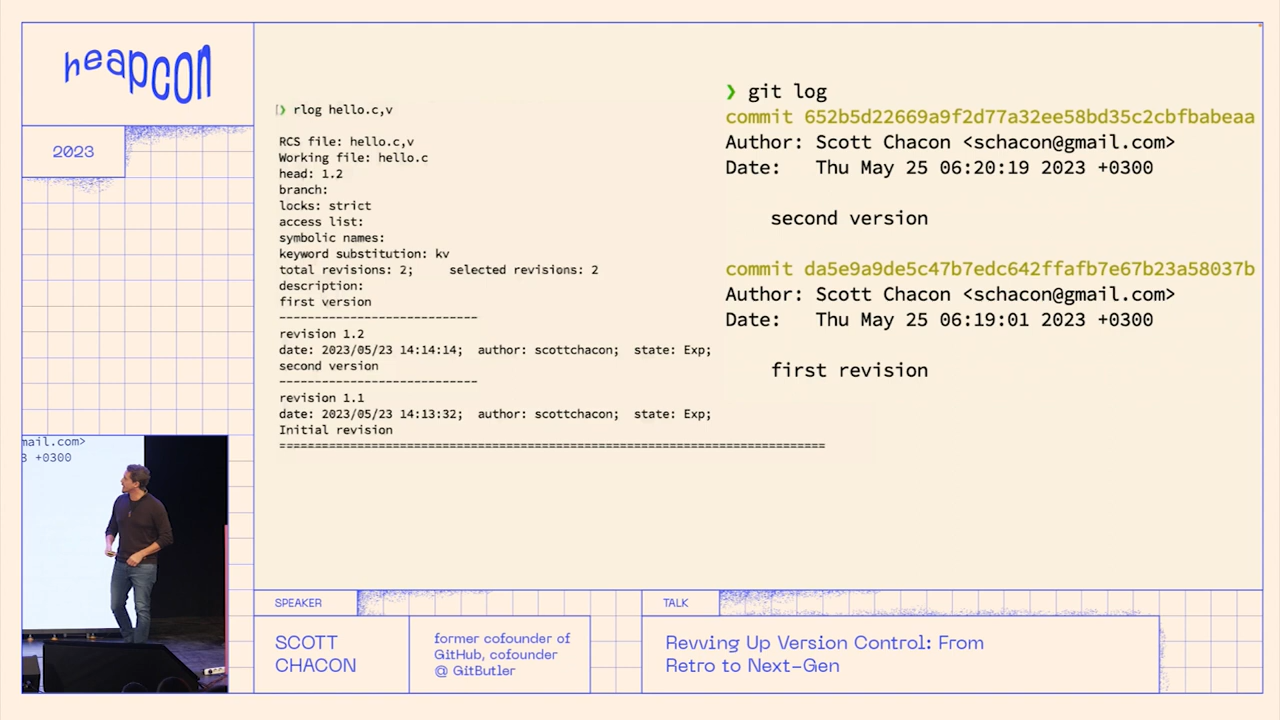 heapcon
2023
❯ rlog hello.c,v
RCS file: hello.c,v
Working file: hello.c
head: 1.2
branch:
locks: strict
access list:
symbolic names:
keyword substitution: kv
total revisions: 2;     selected revisions: 2
description:
first version
----------------------------
revision 1.2
date: 2023/05/23 14:14:14;  author: scottchacon;  state: Exp;
second version
----------------------------
revision 1.1
date: 2023/05/23 14:13:32;  author: scottchacon;  state: Exp;
Initial revision
=============================================================================
❯ git log
commit 652b5d22669a9f2d77a32ee58bd35c2cbfbabeaa
Author: Scott Chacon <schacon@gmail.com>
Date:   Thu May 25 06:20:19 2023 +0300
second version
commit da5e9a9de5c47b7edc642ffafb7e67b23a58037b
Author: Scott Chacon <schacon@gmail.com>
Date:   Thu May 25 06:19:01 2023 +0300
first revision
mail.com>
3 +0300
SPEAKER
SCOTT
CHACON
former cofounder of
GitHub, cofounder
@ GitButler
TALK
Revving Up Version Control: From
Retro to Next-Gen